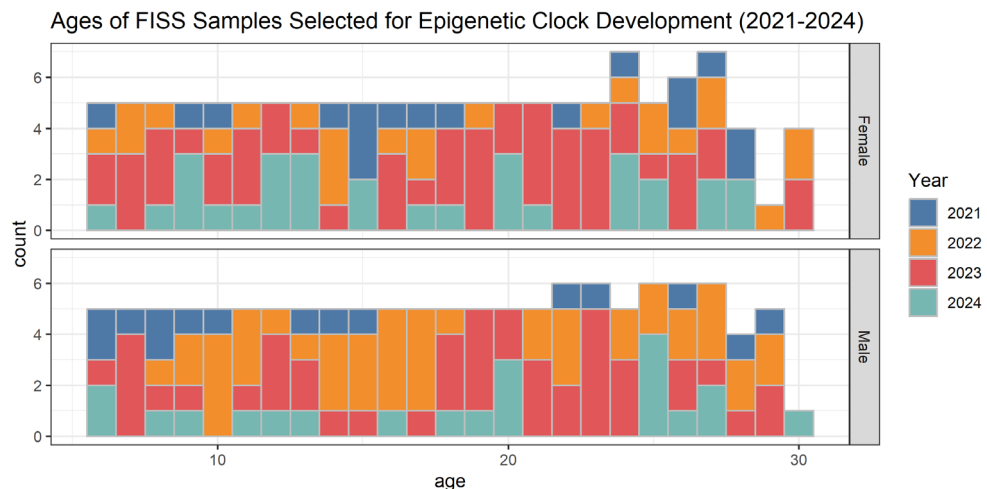 Ages of FISS Samples Selected for Epigenetic Clock Development (2021-2024)
6
4
2
0
Female
6
4
2
0
Male
count
10
20
30
age
Year
2021
2022
2023
2024